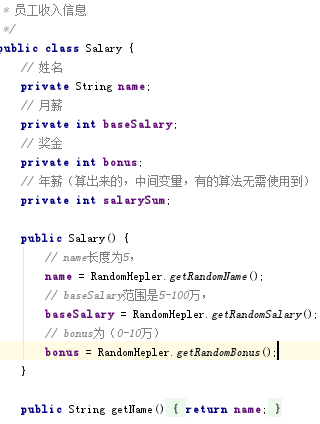 * 员工收入信息
*/
public class Salary {
// 姓名
private String name;
// 月薪
private int baseSalary;
// 奖金
private int bonus;
// 年薪（算出来的，中间变量，有的算法无需使用到）
private int salarySum;
public Salary() {
// name长度为5，
name = RandomHepler.getRandomName();
// baseSalary范围是5-100万，
baseSalary = RandomHepler.getRandomSalary();
// bonus为（0-10万）
bonus = RandomHepler.getRandomBonus();
}
public String getName() { return name; }